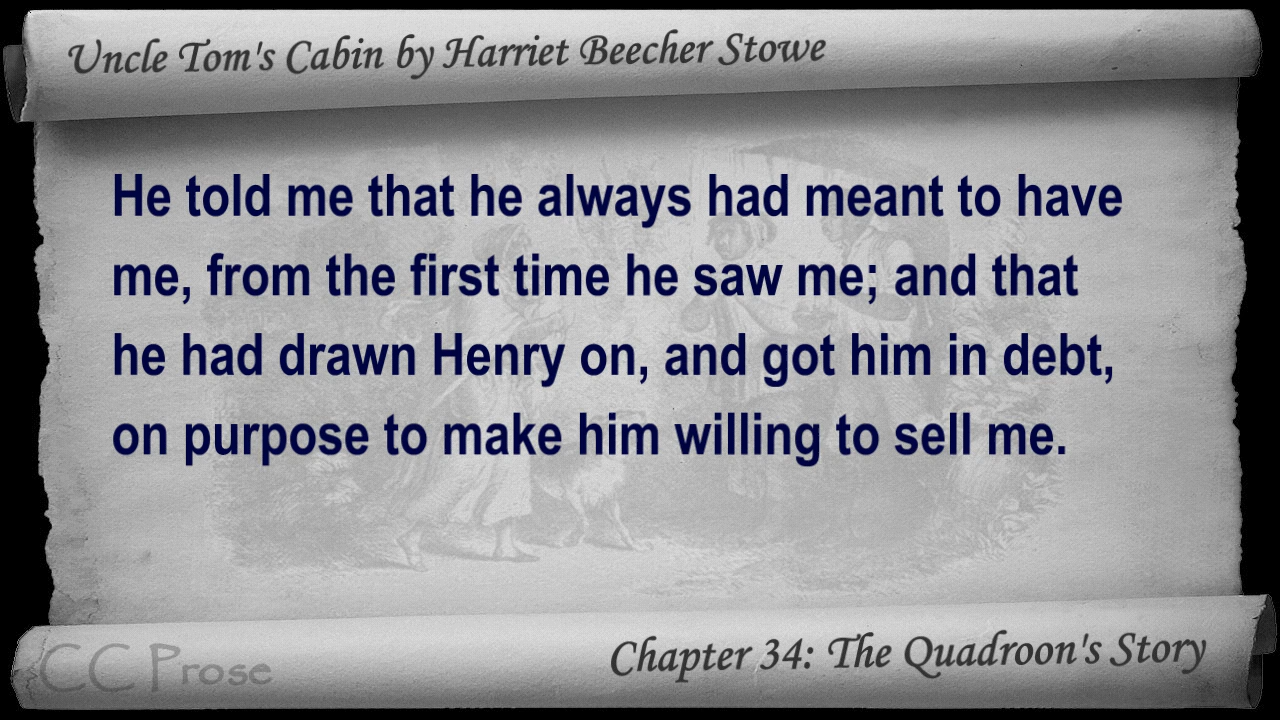 Uncle Tom's Cabin by Harriet Beecher Stowe
He told me that he always had meant to have
me, from the first time he saw me; and that
he had drawn Henry on, and got him in debt,
on purpose to make him willing to sell me.
CC Prose
Chapter 34: The Quadroon's Story